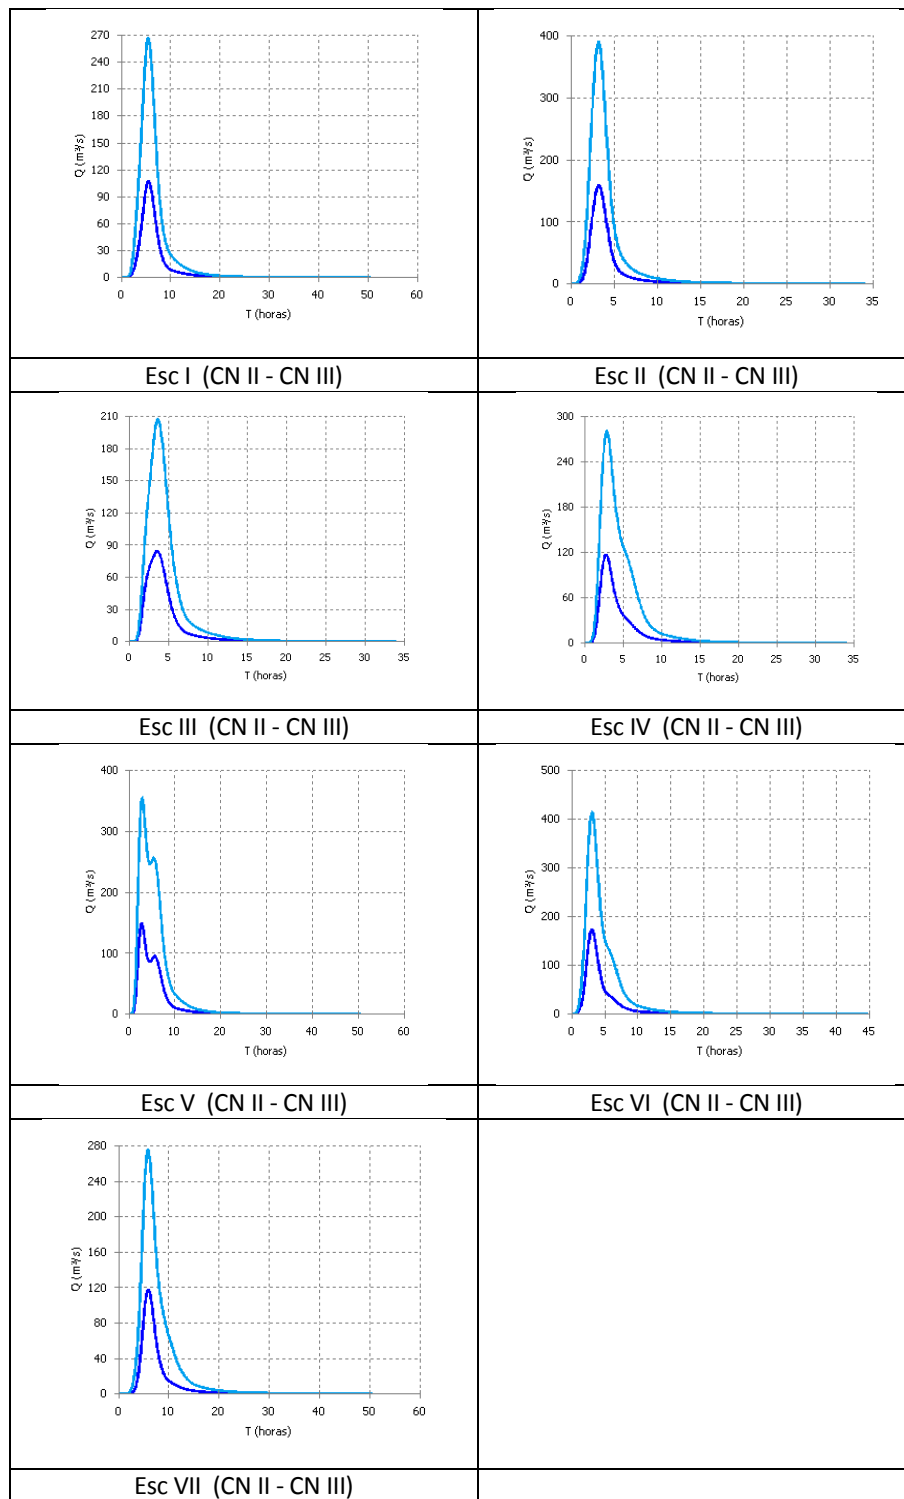 270
240
210
180
150
120
90
60
30
0
Q (m³/s)
0 10 20 30 40 50 60
T (horas)
400
300
200
100
0
Q (m³/s)
0 5 10 15 20 25 30 35
T (horas)
Esc I (CN II - CN III)
Esc II (CN II - CN III)
210
180
150
120
90
60
30
0
Q (m³/s)
0 5 10 15 20 25 30 35
T (horas)
300
240
180
120
60
0
Q (m³/s)
0 5 10 15 20 25 30 35
T (horas)
Esc III (CN II - CN III)
Esc IV (CN II - CN III)
400
300
200
100
0
Q (m³/s)
0 10 20 30 40 50 60
T (horas)
500
400
300
200
100
0
Q (m³/s)
0 5 10 15 20 25 30 35 40 45
T (horas)
Esc V (CN II - CN III)
Esc VI (CN II - CN III)
280
240
200
160
120
80
40
0
Q (m³/s)
0 10 20 30 40 50 60
T (horas)
Esc VII (CN II - CN III)